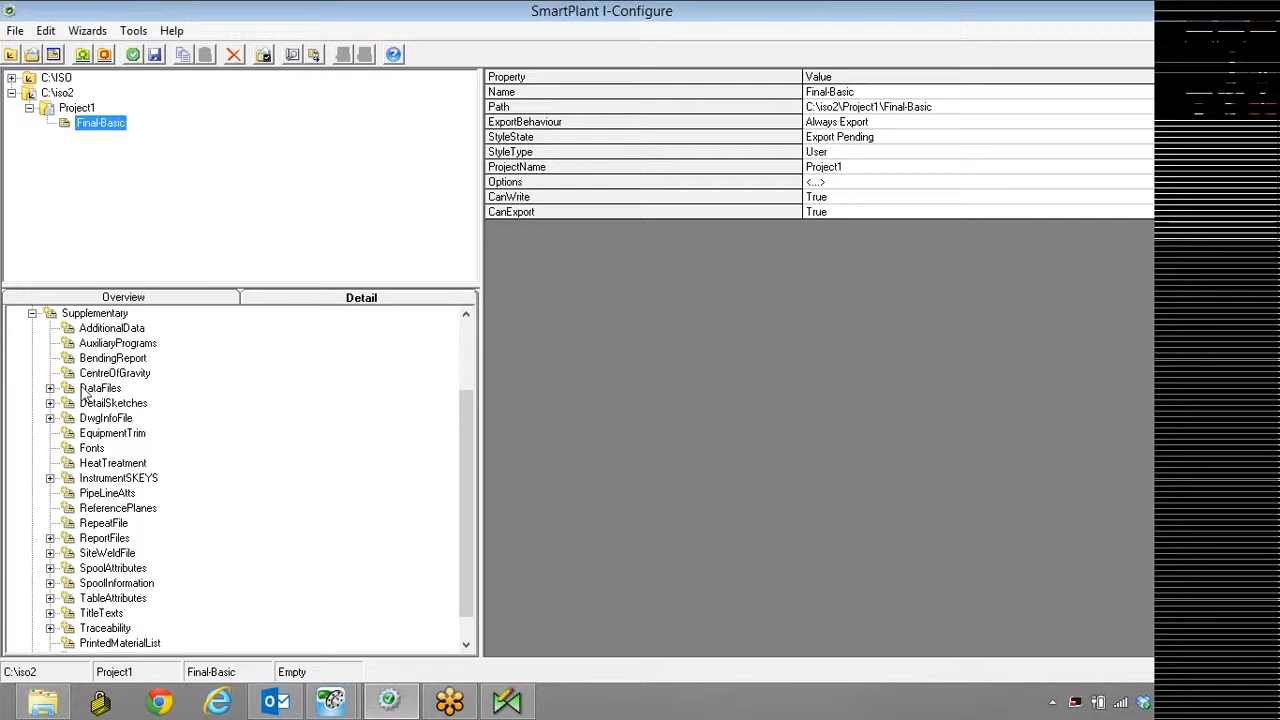 SmartPlant I-Configure
File Edit Wizards Tools Help
C:\ISO
C:\iso2
Project1
Final-Basic
Property Value
Name Final-Basic
Path C:\iso2\Project1\Final-Basic
ExportBehaviour Always Export
StyleState Export Pending
StyleType User
ProjectName Project1
Options <...>
CanWrite True
CanExport True
Overview Detail
Supplementary
AdditionalData
AuxiliaryPrograms
BendingReport
CentreOfGravity
DataFiles
DetailSketches
DwgInfoFile
EquipmentTrim
Fonts
HeatTreatment
InstrumentSKEYS
PipeLineAtts
ReferencePlanes
RepeatFile
ReportFiles
SiteWeldFile
SpoolAttributes
SpoolInformation
TableAttributes
TitleTexts
Traceability
PrintedMaterialList
C:\iso2 Project1 Final-Basic Empty